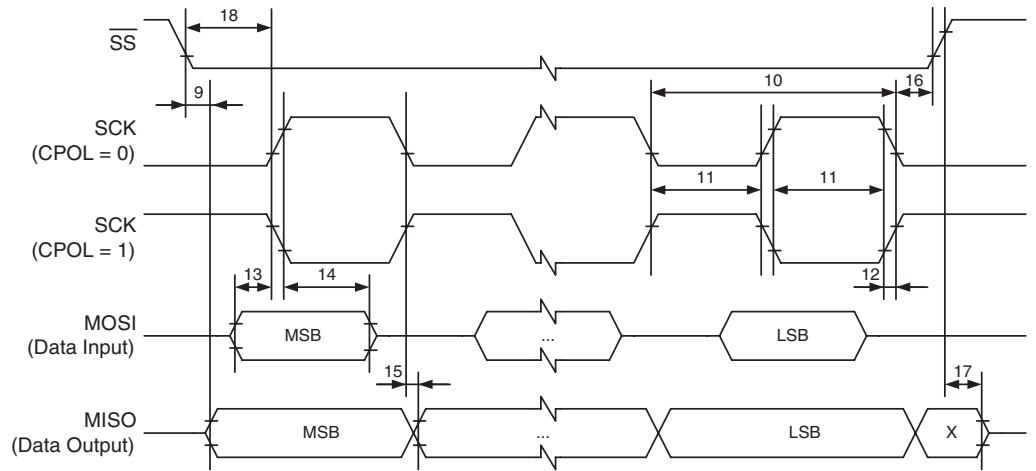 18
SS
9
10
16
SCK
(CPOL = 0)
11
11
SCK
(CPOL = 1)
13
14
12
MOSI
(Data Input)
MSB
...
LSB
15
17
MISO
(Data Output)
MSB
...
LSB
X